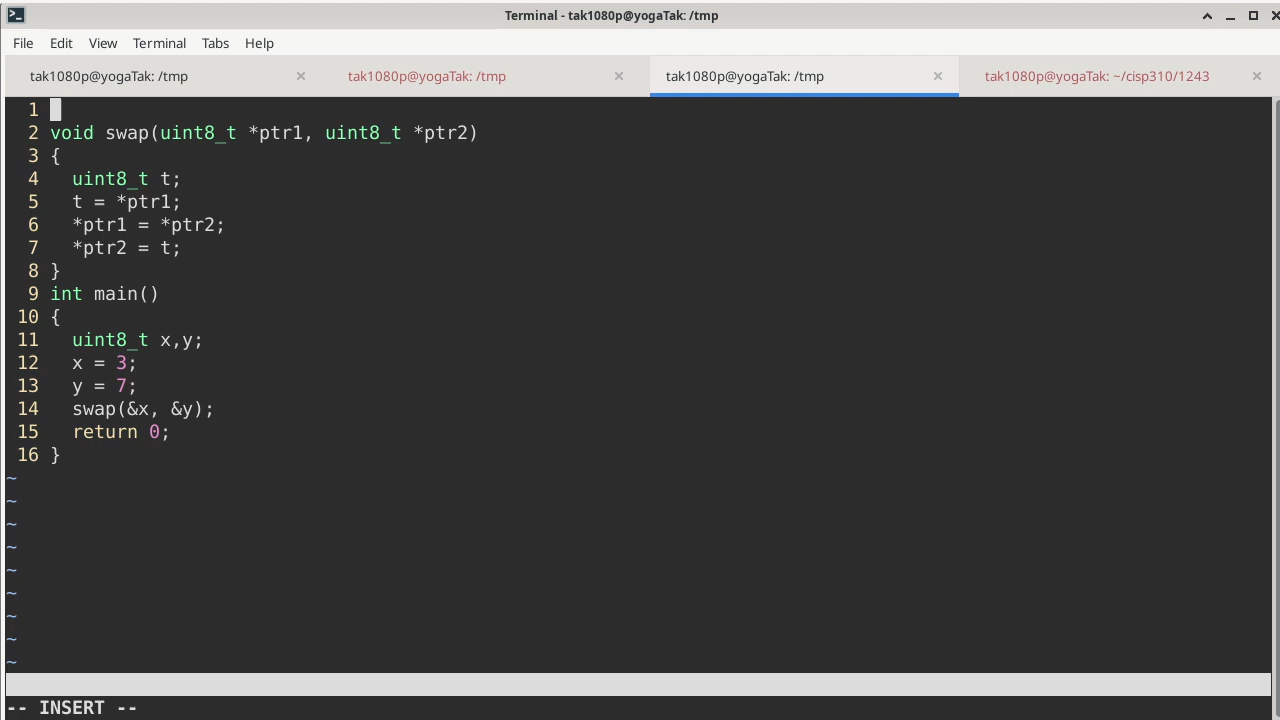 Terminal - tak1080p@yogaTak: /tmp
File Edit View Terminal Tabs Help
tak1080p@yogaTak: /tmp tak1080p@yogaTak: /tmp tak1080p@yogaTak: /tmp tak1080p@yogaTak: ~/cisp310/1243
1
2 void swap(uint8_t *ptr1, uint8_t *ptr2)
3 {
4   uint8_t t;
5   t = *ptr1;
6   *ptr1 = *ptr2;
7   *ptr2 = t;
8 }
9 int main()
10 {
11   uint8_t x,y;
12   x = 3;
13   y = 7;
14   swap(&x, &y);
15   return 0;
16 }
~
~
~
~
~
~
~
~
~
-- INSERT --